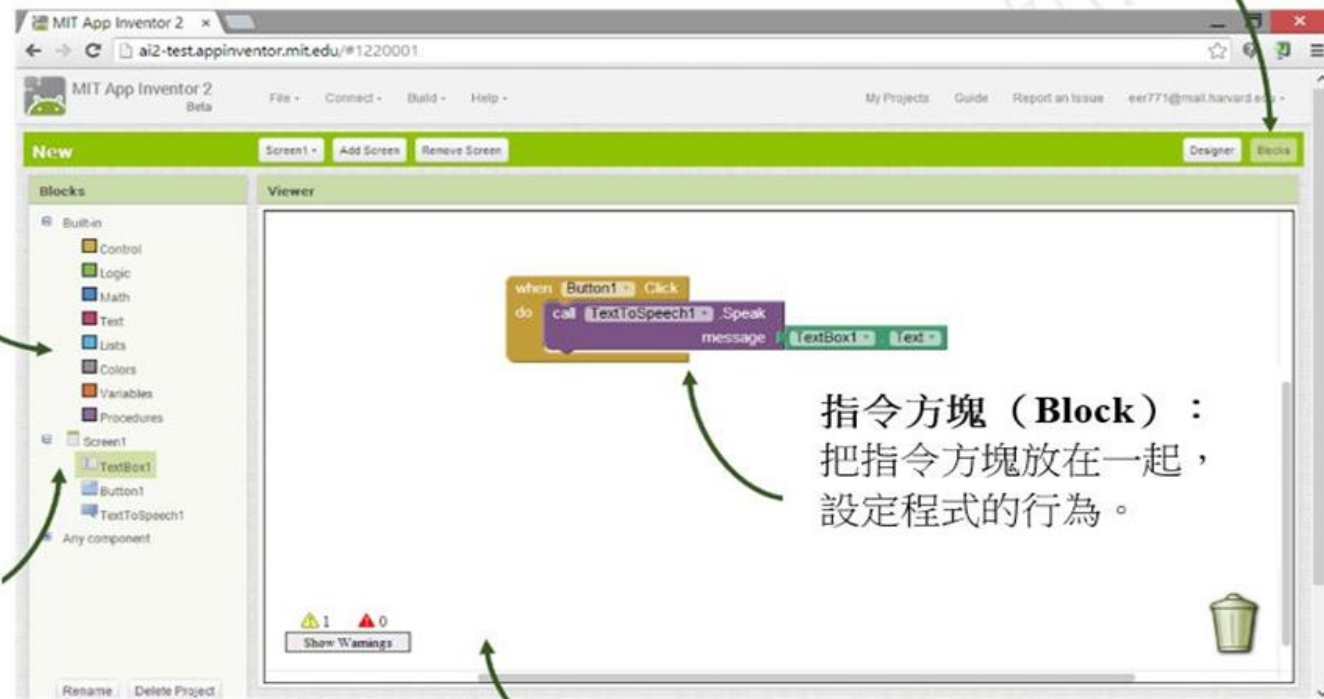 MIT App Inventor 2
ai2-test.appinventor.mit.edu/#1220001
MIT App Inventor 2
Beta
File
Connect
Build
Help
My Projects
Guide
Report an Issue
New
Screen1
Add Screen
Remove Screen
Designer
Blocks
Blocks
Viewer
Built-in
Control
Logic
Math
Text
Lists
Colors
Variables
Procedures
Screen1
TextBox1
Button1
TextToSpeech1
Any component
when Button1 Click
do call TextToSpeech1 .Speak
message TextBox1 . Text
指令方塊（Block）：
把指令方塊放在一起，
設定程式的行為。
1 0
Show Warnings
Rename Delete Project